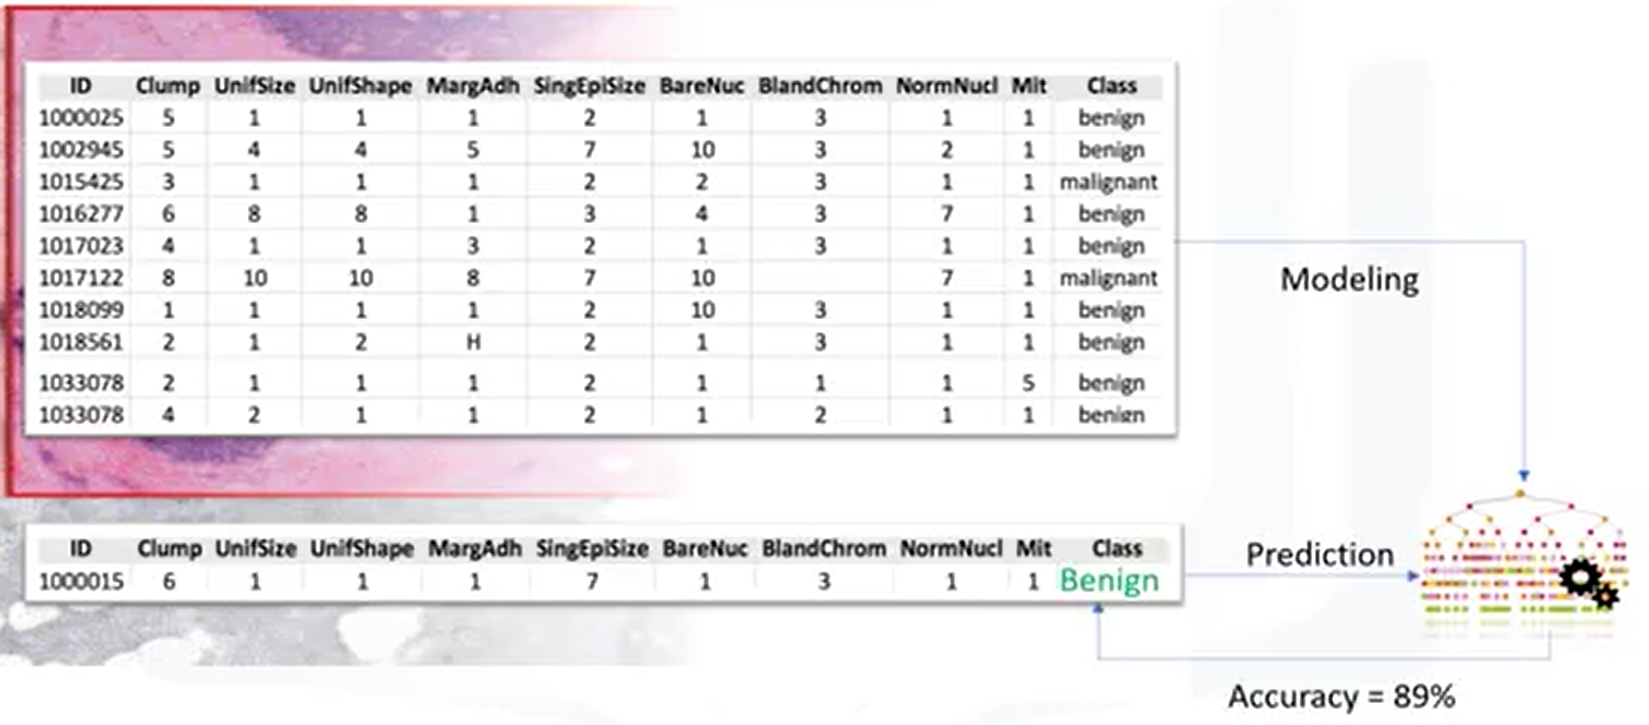 ID Clump UnifSize UnifShape MargAdh SingEpiSize BareNuc BlandChrom NormNucl Mit Class
1000025 5 1 1 1 2 1 3 1 1 benign
1002945 5 4 4 5 7 10 3 2 1 benign
1015425 3 1 1 1 2 2 3 1 1 malignant
1016277 6 8 8 1 3 4 3 7 1 benign
1017023 4 1 1 3 2 1 3 1 1 benign
1017122 8 10 10 8 7 10 7 1 malignant
1018099 1 1 1 1 2 10 3 1 1 benign
1018561 2 1 2 H 2 1 3 1 1 benign
1033078 2 1 1 1 2 1 1 1 5 benign
1033078 4 2 1 1 2 1 2 1 1 benign
Modeling
ID Clump UnifSize UnifShape MargAdh SingEpiSize BareNuc BlandChrom NormNucl Mit Class
1000015 6 1 1 1 7 1 3 1 1 Benign
Prediction
Accuracy = 89%